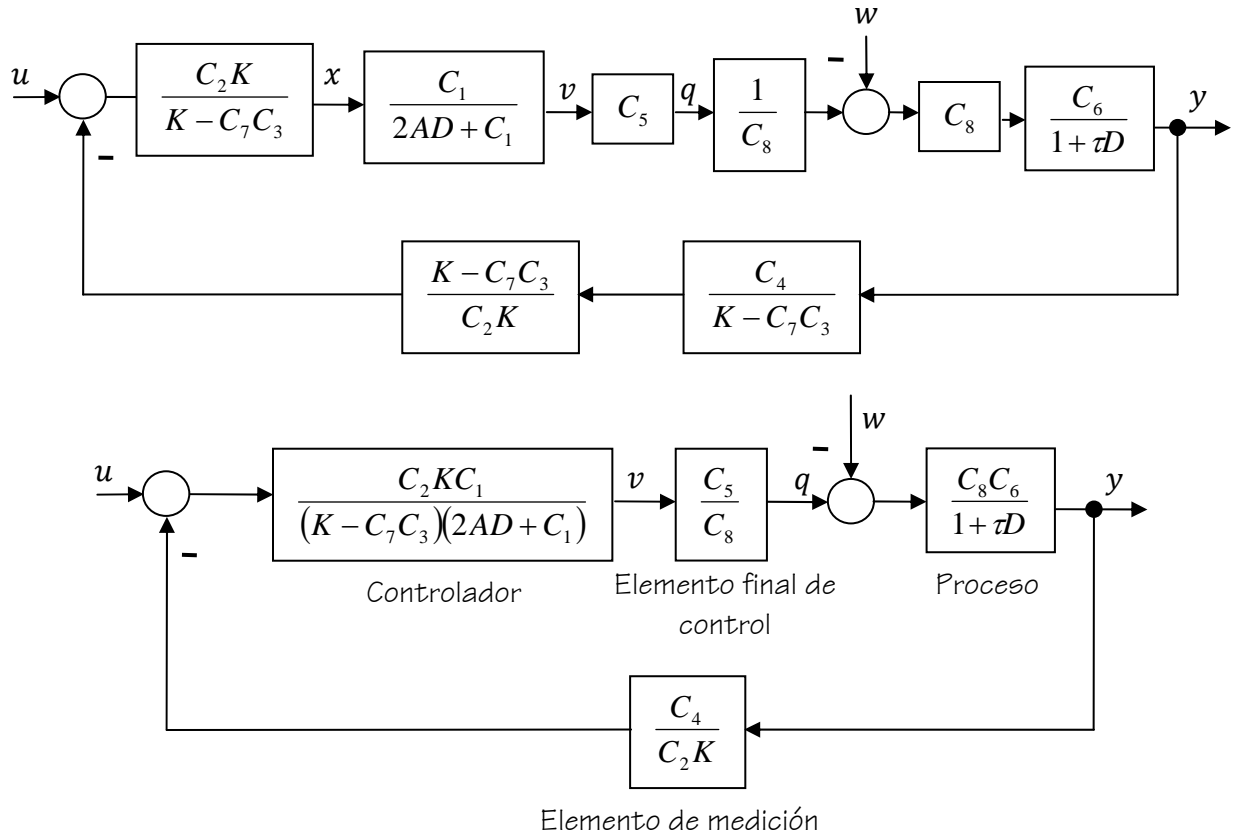 w
u
C₂K / (K − C₇C₃)
x
C₁ / (2AD + C₁)
v
C₅
q
1 / C₈
−
C₈
C₆ / (1 + τD)
y
−
(K − C₇C₃) / (C₂K)
C₄ / (K − C₇C₃)
w
u
C₂KC₁ / ((K − C₇C₃)(2AD + C₁))
v
C₅ / C₈
q
−
C₈C₆ / (1 + τD)
y
−
Controlador
Elemento final de
control
Proceso
C₄ / (C₂K)
Elemento de medición